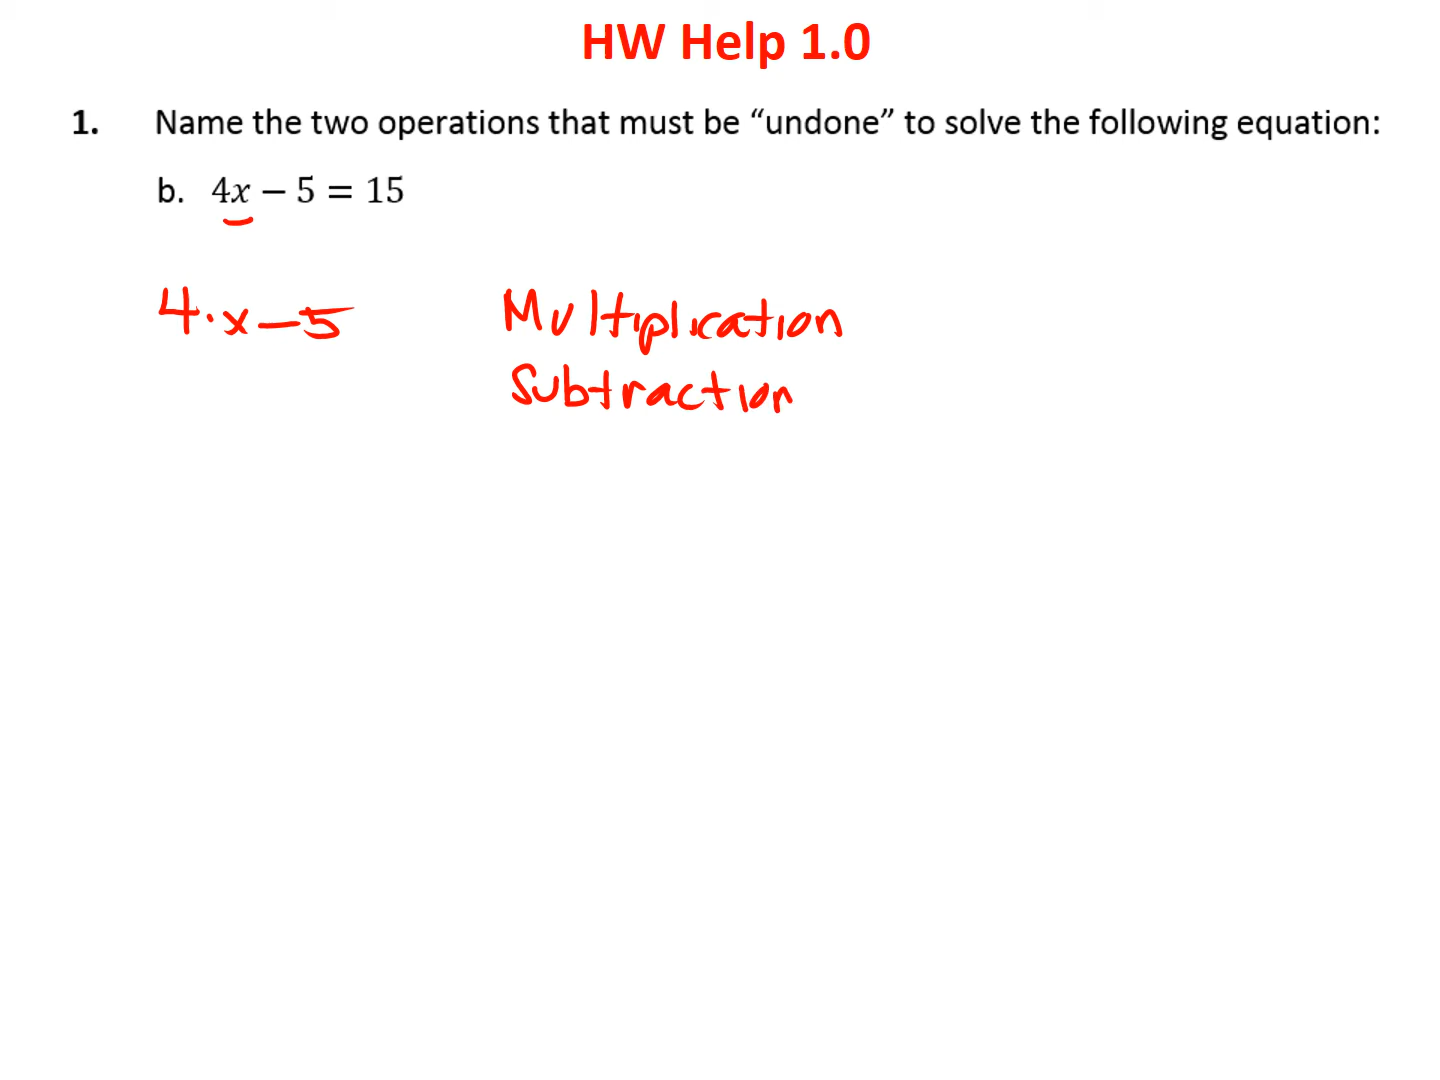 HW Help 1.0
1. Name the two operations that must be “undone” to solve the following equation:
b. 4x − 5 = 15
4·x−5 Multiplication
Subtraction